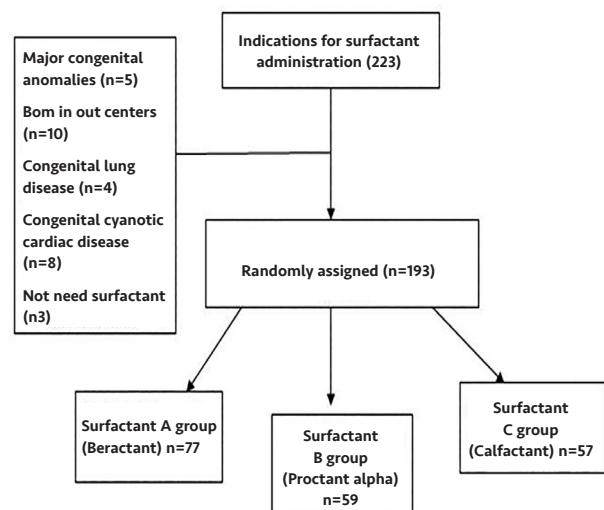 Indications for surfactant
administration (223)
Major congenital
anomalies (n=5)
Bom in out centers
(n=10)
Congenital lung
disease (n=4)
Congenital cyanotic
cardiac disease
(n=8)
Not need surfactant
(n3)
Randomly assigned (n=193)
Surfactant A group
(Beractant) n=77
Surfactant
B group
(Proctant alpha)
n=59
Surfactant
C group
(Calfactant) n=57